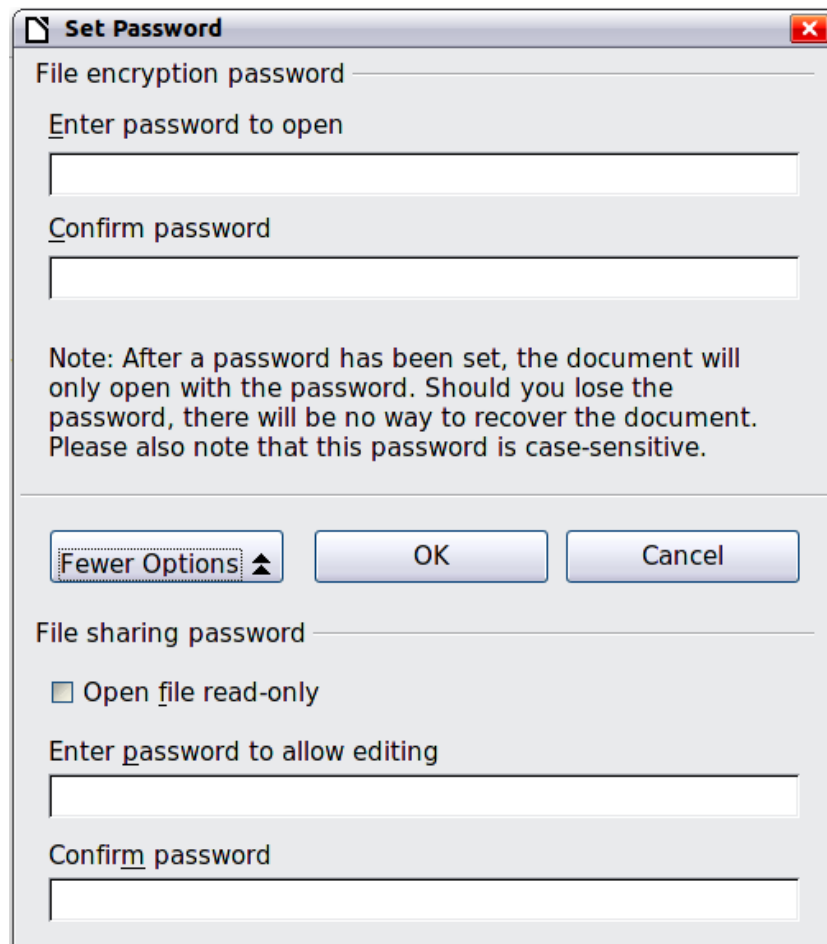 Set Password
File encryption password
Enter password to open
Confirm password
Note: After a password has been set, the document will
only open with the password. Should you lose the
password, there will be no way to recover the document.
Please also note that this password is case-sensitive.
Fewer Options OK Cancel
File sharing password
Open file read-only
Enter password to allow editing
Confirm password